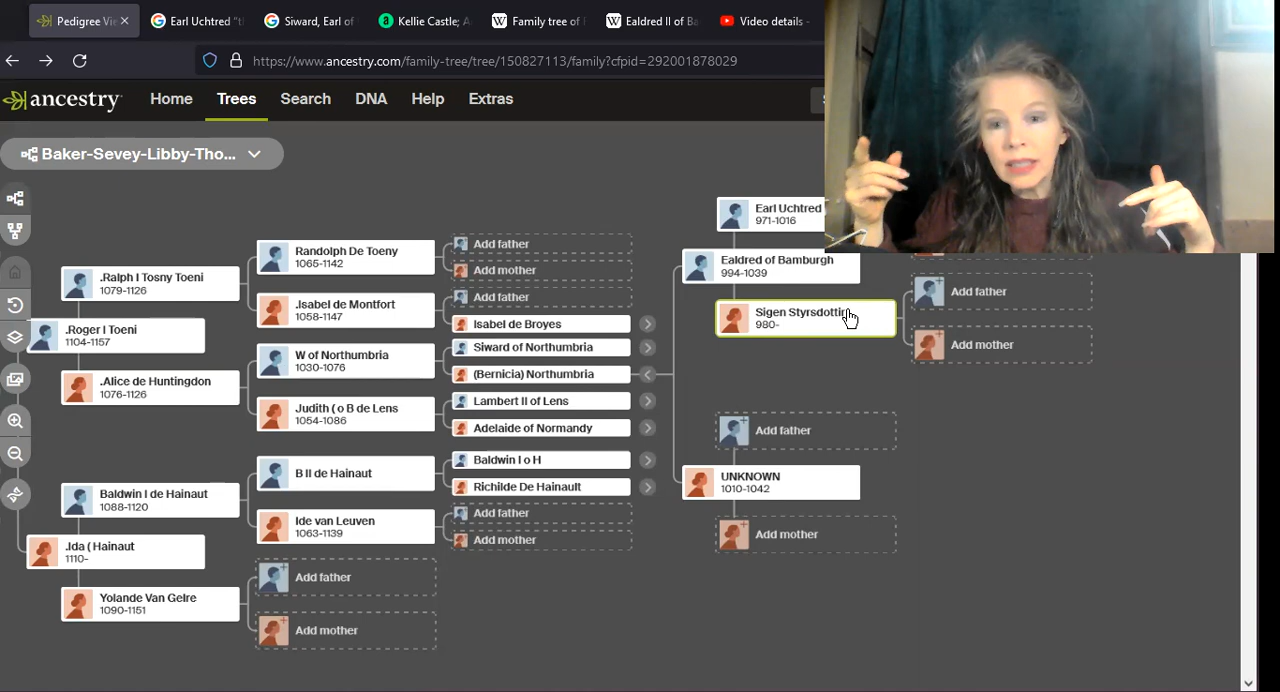 Pedigree Vie
Earl Uchtred "t
Siward, Earl of
Kellie Castle; A
Family tree of
Ealdred II of Ba
Video details -
https://www.ancestry.com/family-tree/tree/150827113/family?cfpid=292001878029
ancestry
Home
Trees
Search
DNA
Help
Extras
Baker-Sevey-Libby-Tho...
Earl Uchtred
971-1016
Randolph De Toeny
1065-1142
Add father
Add mother
Ealdred of Bamburgh
994-1039
.Ralph I Tosny Toeni
1079-1126
.Isabel de Montfort
1058-1147
Add father
Isabel de Broyes
Sigen Styrsdotti
980-
Add father
Add mother
.Roger I Toeni
1104-1157
W of Northumbria
1030-1076
Siward of Northumbria
(Bernicia) Northumbria
.Alice de Huntingdon
1076-1126
Judith ( o B de Lens
1054-1086
Lambert II of Lens
Adelaide of Normandy
Add father
B II de Hainaut
Baldwin I o H
Richilde De Hainault
UNKNOWN
1010-1042
Baldwin I de Hainaut
1088-1120
Ide van Leuven
1063-1139
Add father
Add mother
Add mother
.Ida ( Hainaut
1110-
Yolande Van Gelre
1090-1151
Add father
Add mother